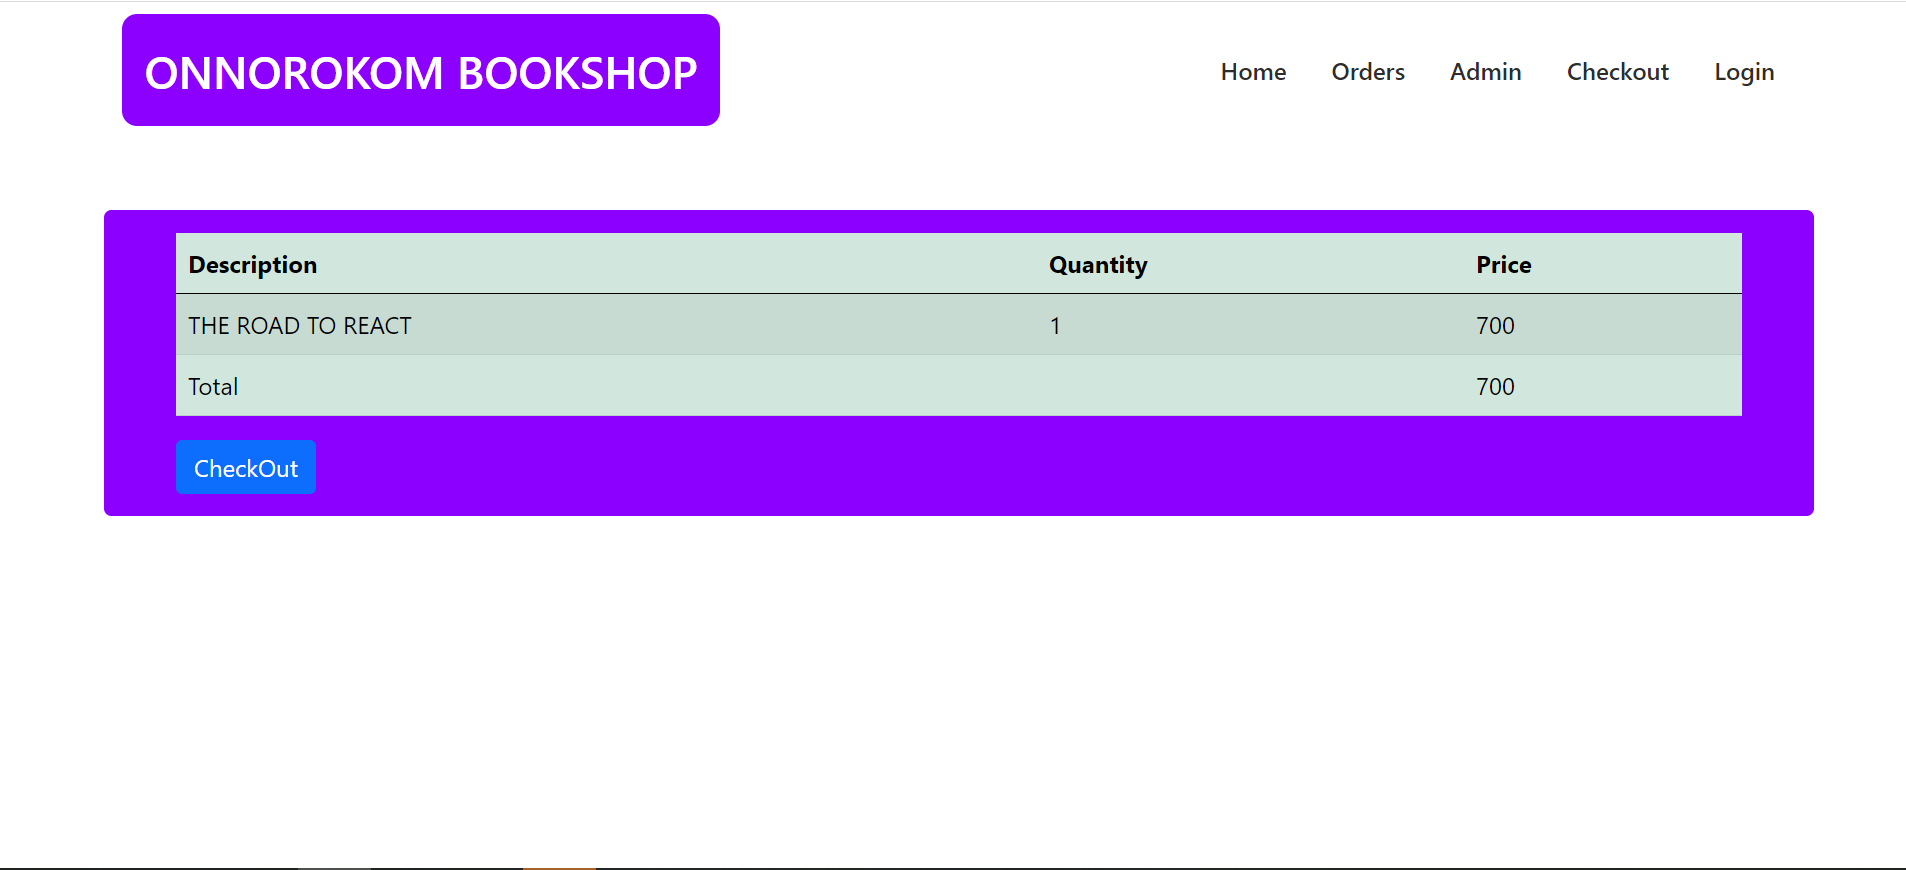 ONNOROKOM BOOKSHOP
Home Orders Admin Checkout Login
Description Quantity Price
THE ROAD TO REACT 1 700
Total 700
CheckOut